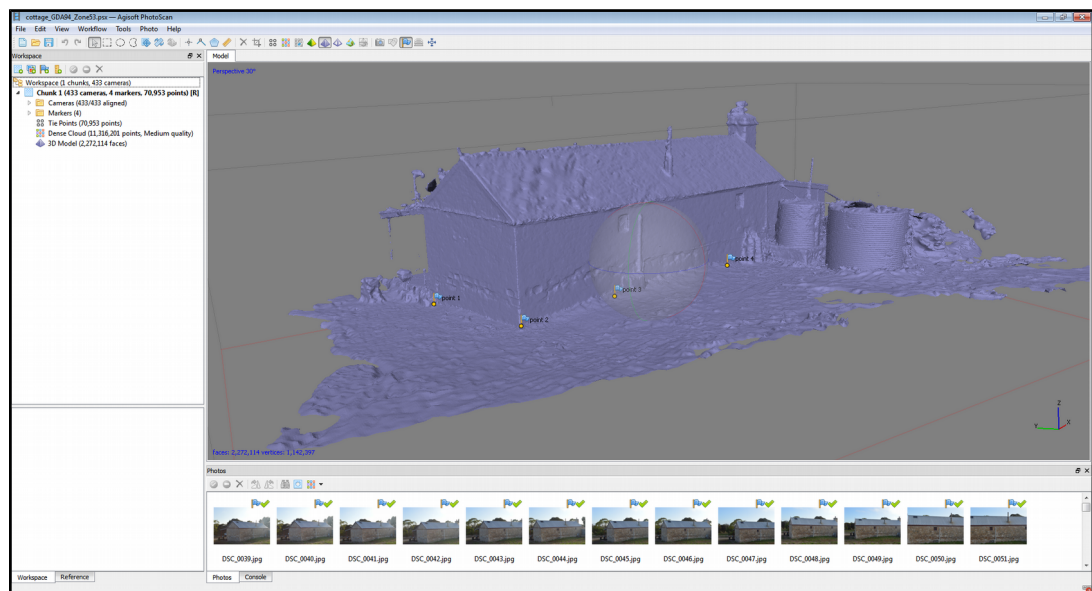 cottage_GDA94_Zone53.psx — Agisoft PhotoScan
File Edit View Workflow Tools Photo Help
Workspace
Workspace (1 chunks, 433 cameras)
Chunk 1 (433 cameras, 4 markers, 70,953 points) [R]
Cameras (433/433 aligned)
Markers (4)
Tie Points (70,953 points)
Dense Cloud (11,316,201 points, Medium quality)
3D Model (2,272,114 faces)
Model
Perspective 30°
point 1
point 2
point 3
point 4
Z
Y
X
faces: 2,272,114 vertices: 1,142,397
Photos
DSC_0039.jpg DSC_0040.jpg DSC_0041.jpg DSC_0042.jpg DSC_0043.jpg DSC_0044.jpg DSC_0045.jpg DSC_0046.jpg DSC_0047.jpg DSC_0048.jpg DSC_0049.jpg DSC_0050.jpg DSC_0051.jpg
Workspace Reference
Photos Console